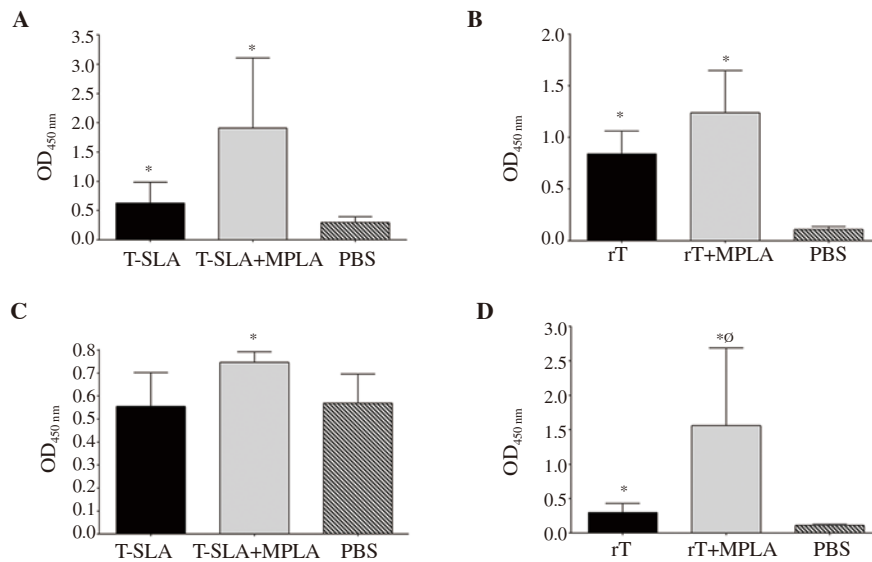 A
3.5
3.0
2.5
2.0
1.5
1.0
0.5
0.0
OD450 nm
*
*
T-SLA T-SLA+MPLA PBS
B
2.0
1.5
1.0
0.5
0.0
OD450 nm
*
*
rT rT+MPLA PBS
C
0.8
0.7
0.6
0.5
0.4
0.3
0.2
0.1
0.0
OD450 nm
*
T-SLA T-SLA+MPLA PBS
D
3.0
2.5
2.0
1.5
1.0
0.5
0.0
OD450 nm
*
*Ø
rT rT+MPLA PBS